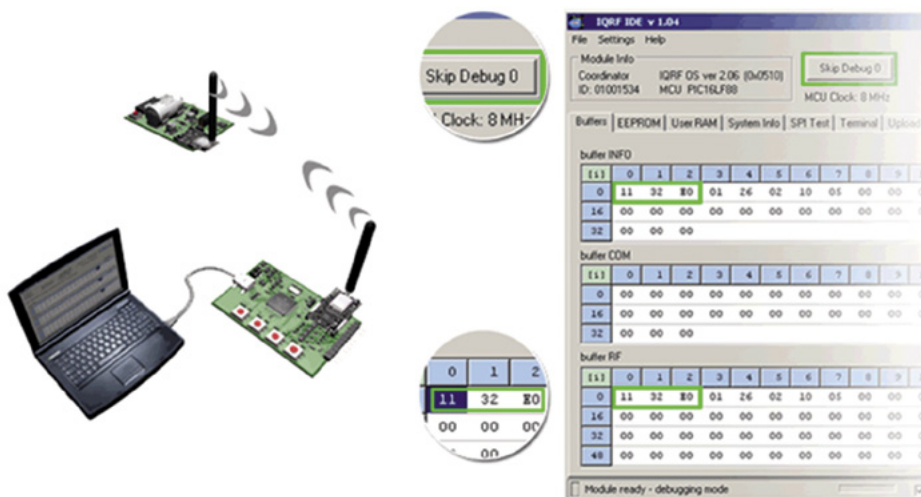 Skip Debug 0
Clock: 8 MHz
0 1 2
11 32 E0
00 00 00
00
IQRF IDE v 1.04
File Settings Help
Module Info
Coordinator IQRF OS ver 2.06 (0x0510)
ID: 01001534 MCU PIC16LF88
Skip Debug 0
MCU Clock: 8 MHz
Buffers EEPROM User RAM System Info SPI Test Terminal Upload
buffer INFO
[i] 0 1 2 3 4 5 6 7 8 9
0 11 32 E0 01 26 02 10 05 00 00
16 00 00 00 00 00 00 00 00 00 00
32 00 00 00
buffer COM
[i] 0 1 2 3 4 5 6 7 8 9
0 00 00 00 00 00 00 00 00 00 00
16 00 00 00 00 00 00 00 00 00 00
32 00 00 00
buffer RF
[i] 0 1 2 3 4 5 6 7 8 9
0 11 32 E0 01 26 02 10 05 00 00
16 00 00 00 00 00 00 00 00 00 00
32 00 00 00 00 00 00 00 00 00 00
48 00 00 00 00 00 00 00 00 00 00
Module ready - debugging mode